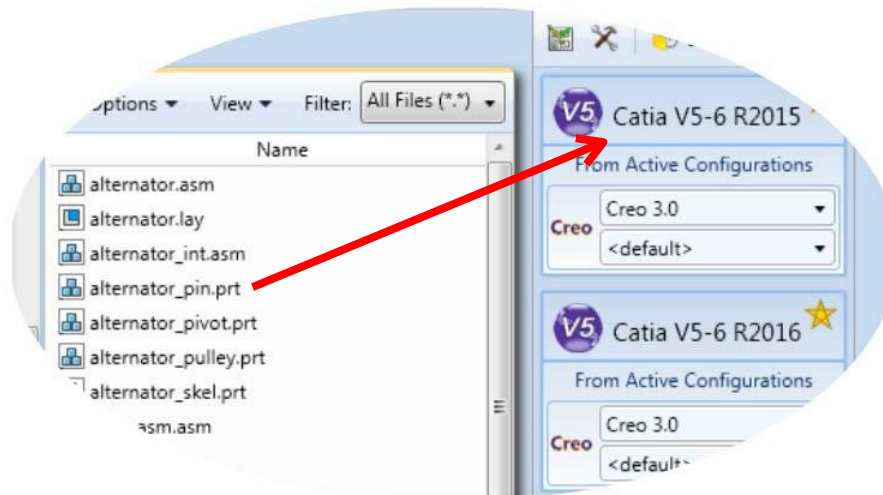 Options View Filter: All Files (*.*)
Name
alternator.asm
alternator.lay
alternator_int.asm
alternator_pin.prt
alternator_pivot.prt
alternator_pulley.prt
alternator_skel.prt
asm.asm
V5 Catia V5-6 R2015
From Active Configurations
Creo
Creo 3.0
<default>
V5 Catia V5-6 R2016
From Active Configurations
Creo
Creo 3.0
<default>